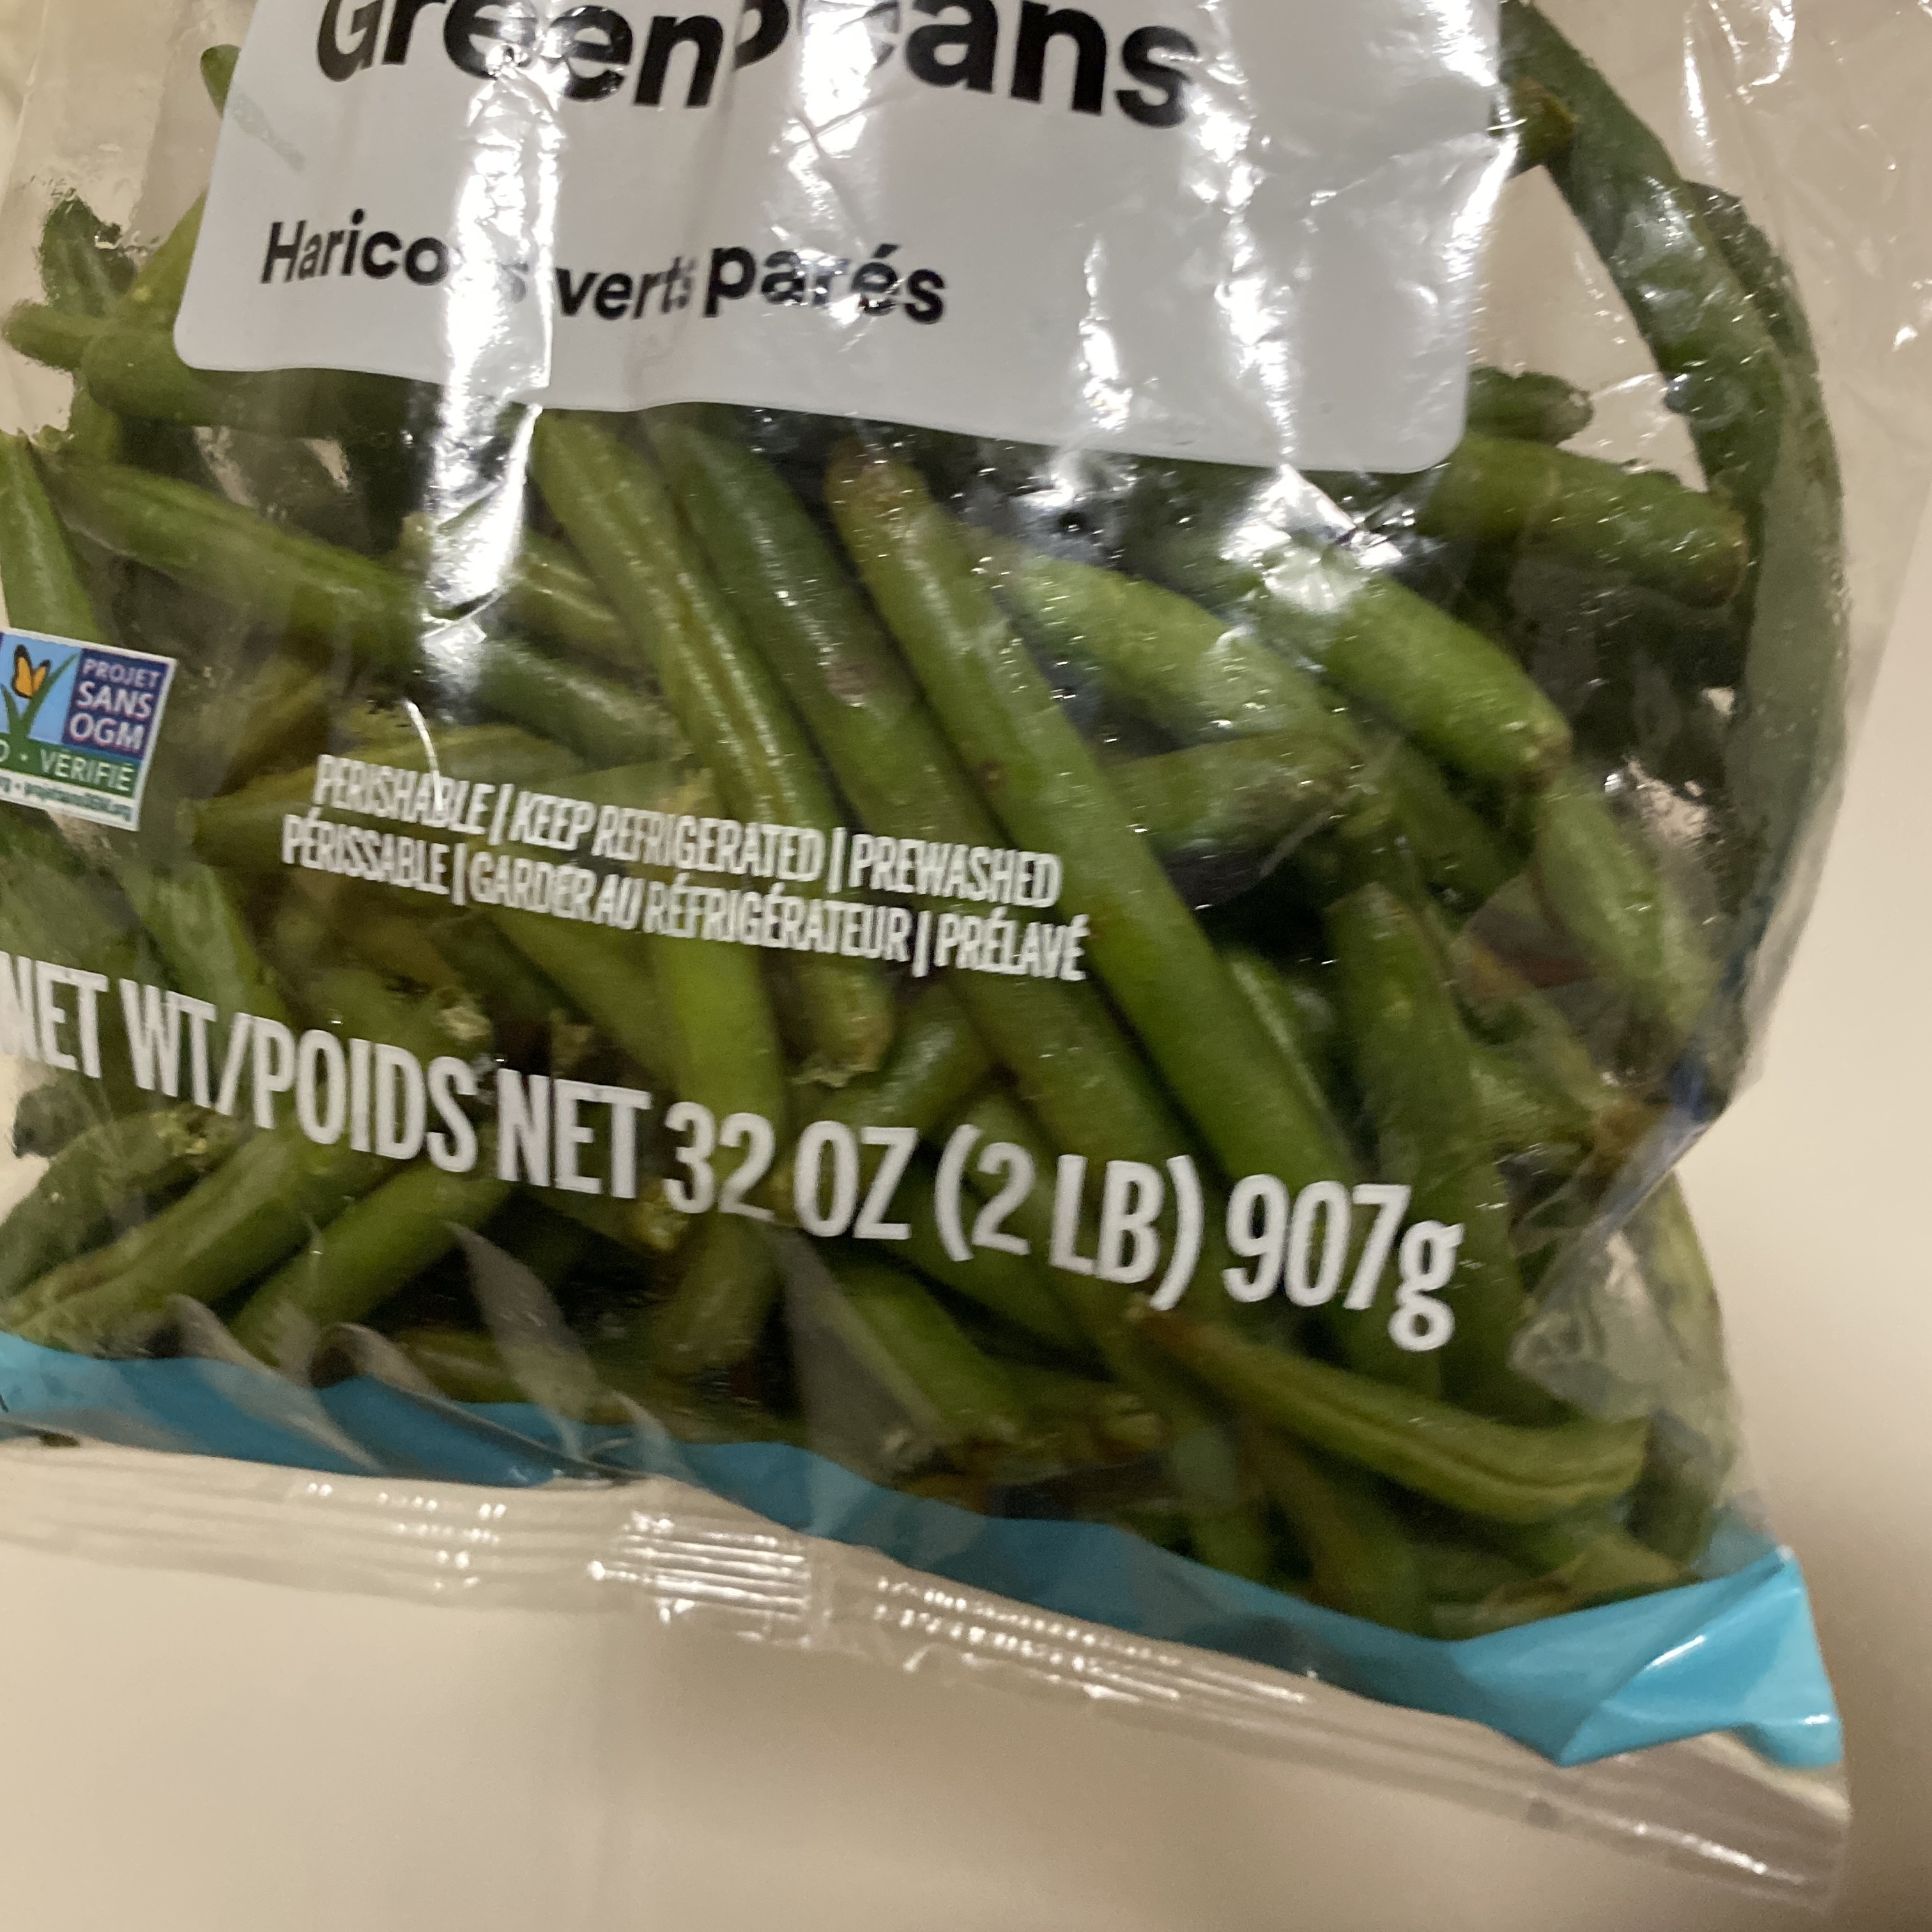 Green Beans
Haricots verts parés
PROJET
SANS
OGM
VÉRIFIÉ
PERISHABLE | KEEP REFRIGERATED | PREWASHED
PÉRISSABLE | GARDER AU RÉFRIGÉRATEUR | PRÉLAVÉ
NET WT/POIDS NET 32 OZ (2 LB) 907g